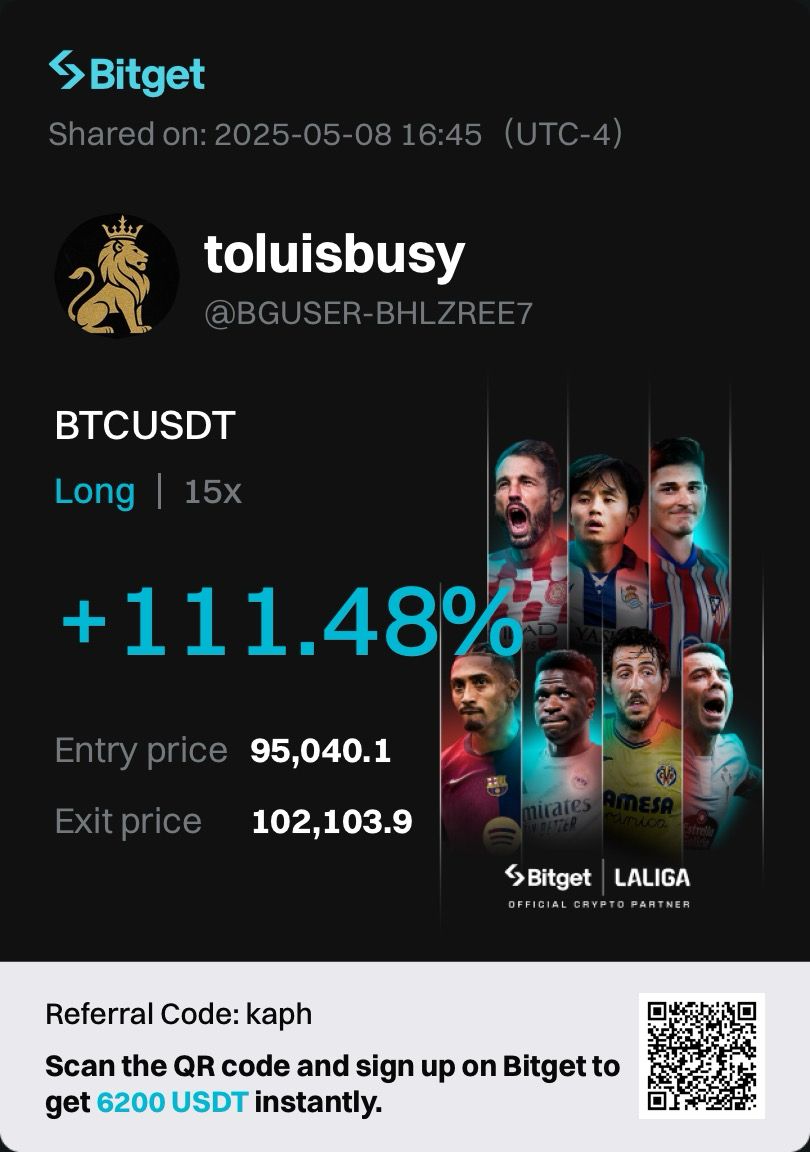 Bitget
Shared on: 2025-05-08 16:45 (UTC-4)
toluisbusy
@BGUSER-BHLZREE7
BTCUSDT
Long | 15x
+111.48%
Entry price 95,040.1
Exit price 102,103.9
Bitget | LALIGA
OFFICIAL CRYPTO PARTNER
Referral Code: kaph
Scan the QR code and sign up on Bitget to
get 6200 USDT instantly.